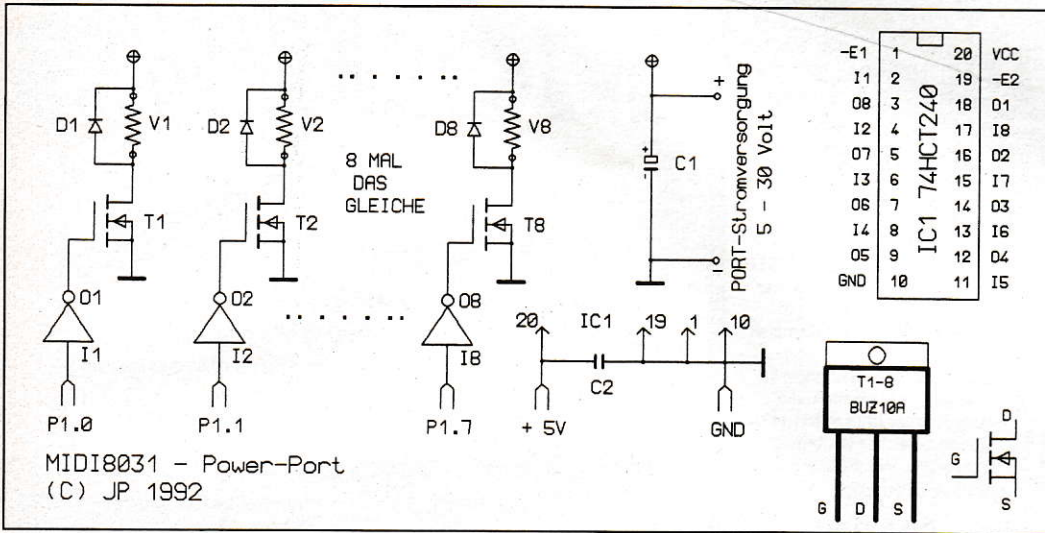 D1 V1
D2 V2
8 MAL
DAS
GLEICHE
D8 V8
T1
T2
T8
O1
O2
O8
I1
I2
I8
P1.0
P1.1
P1.7
+
C1
+
-
-
PORT-Stromversorgung
5 - 30 Volt
20 IC1 19 1 10
C2
+ 5V
GND
MIDI8031 - Power-Port
(C) JP 1992
-E1 1 20 VCC
I1 2 19 -E2
O8 3 18 O1
I2 4 17 I8
O7 5 16 O2
I3 6 15 I7
O6 7 14 O3
I4 8 13 I6
O5 9 12 O4
GND 10 11 I5
IC1 74HCT240
T1-8
BUZ10A
G D S
D
G
S